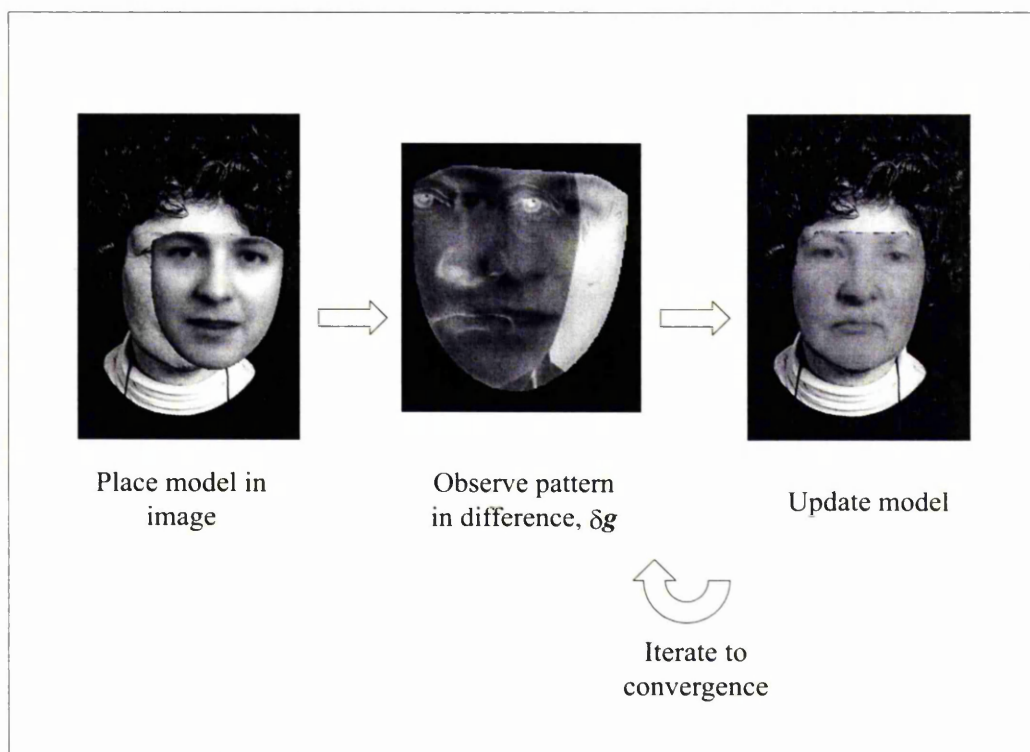 Place model in
image
Observe pattern
in difference, δg
Update model
Iterate to
convergence